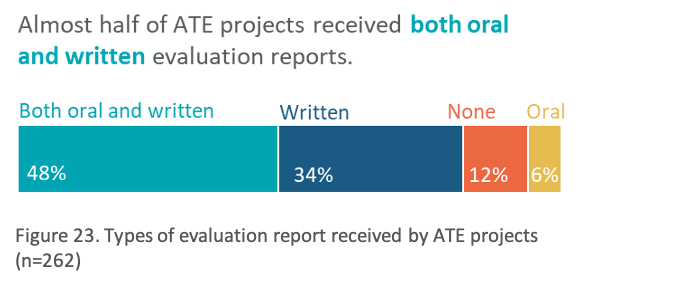 Almost half of ATE projects received both oral
and written evaluation reports.
Both oral and written Written None Oral
48% 34% 12% 6%
Figure 23. Types of evaluation report received by ATE projects
(n=262)